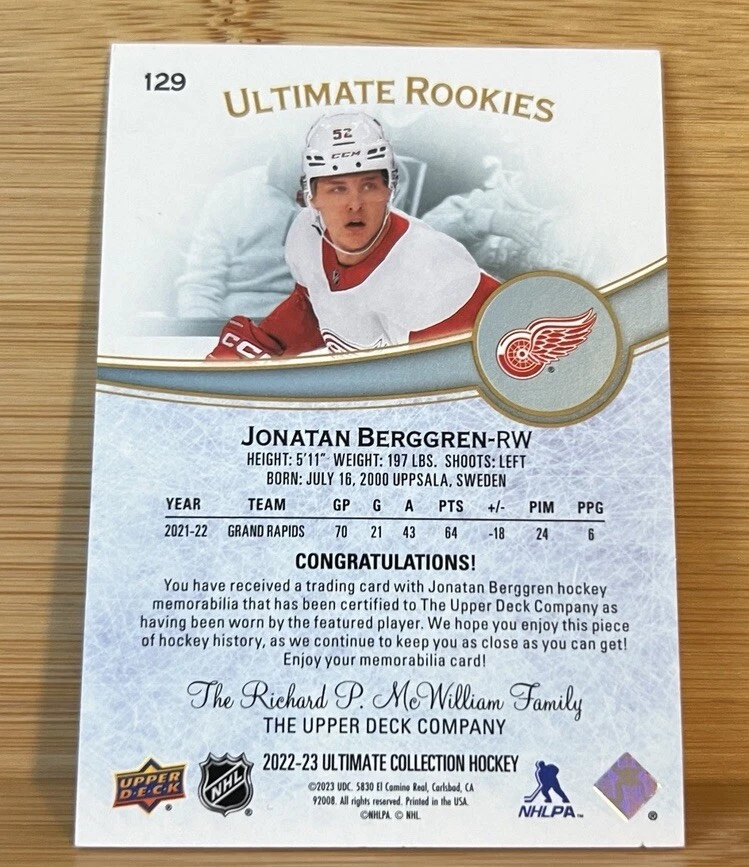 129
ULTIMATE ROOKIES
52
CCM
CCM
JONATAN BERGGREN-RW
HEIGHT: 5'11" WEIGHT: 197 LBS. SHOOTS: LEFT
BORN: JULY 16, 2000 UPPSALA, SWEDEN
YEAR TEAM GP G A PTS +/- PIM PPG
2021-22 GRAND RAPIDS 70 21 43 64 -18 24 6
CONGRATULATIONS!
You have received a trading card with Jonatan Berggren hockey
memorabilia that has been certified to The Upper Deck Company as
having been worn by the featured player. We hope you enjoy this piece
of hockey history, as we continue to keep you as close as you can get!
Enjoy your memorabilia card!
The Richard P. McWilliam Family
THE UPPER DECK COMPANY
UPPER
D·E·C·K
®
NHL
®
2022-23 ULTIMATE COLLECTION HOCKEY
©2023 UDC. 5830 El Camino Real, Carlsbad, CA
92008. All rights reserved. Printed in the USA.
©NHLPA. © NHL.
NHLPA™
®